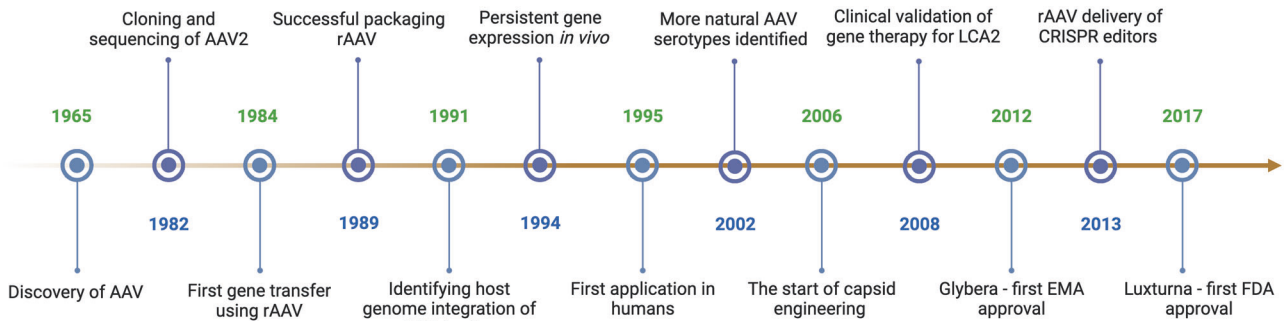 Cloning and
sequencing of AAV2
Successful packaging
rAAV
Persistent gene
expression in vivo
More natural AAV
serotypes identified
Clinical validation of
gene therapy for LCA2
rAAV delivery of
CRISPR editors
1965
1984
1991
1995
2006
2012
2017
1982
1989
1994
2002
2008
2013
Discovery of AAV
First gene transfer
using rAAV
Identifying host
genome integration of
First application in
humans
The start of capsid
engineering
Glybera - first EMA
approval
Luxturna - first FDA
approval